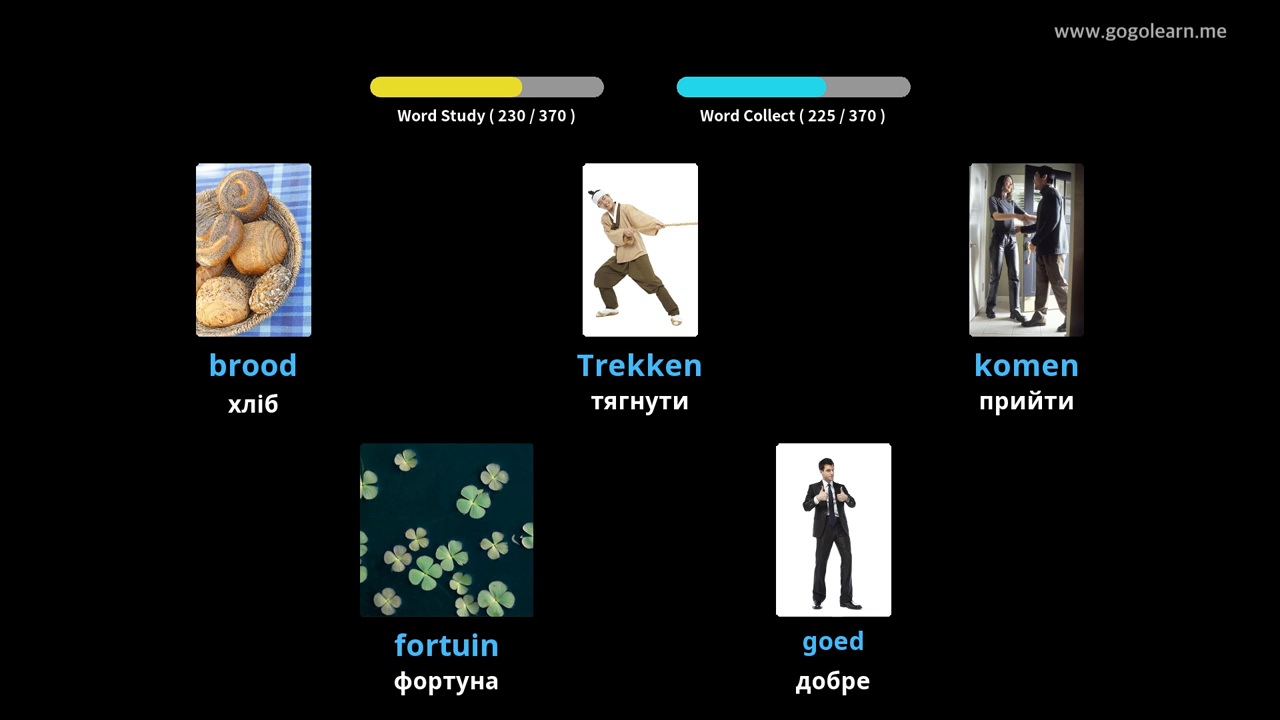 www.gogolearn.me
Word Study ( 230 / 370 )
Word Collect ( 225 / 370 )
brood
хліб
Trekken
тягнути
komen
прийти
fortuin
фортуна
goed
добре